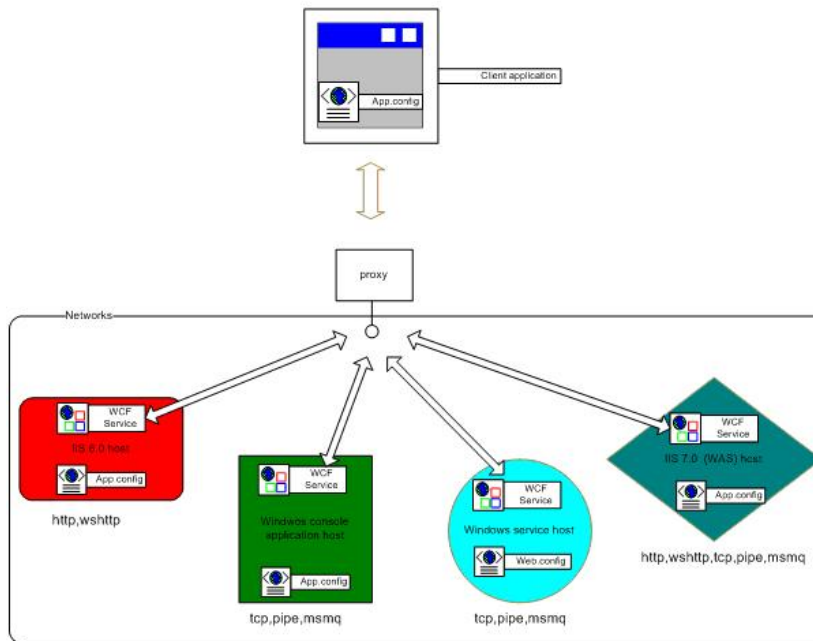 Client application
App.config
proxy
Networks
WCF
Service
IIS 6.0 host
App.config
http,wshttp
WCF
Service
Windwos console
application host
App.config
tcp,pipe,msmq
WCF
Service
Windows service host
Web.config
tcp,pipe,msmq
WCF
Service
IIS 7.0 (WAS) host
App.config
http,wshttp,tcp,pipe,msmq